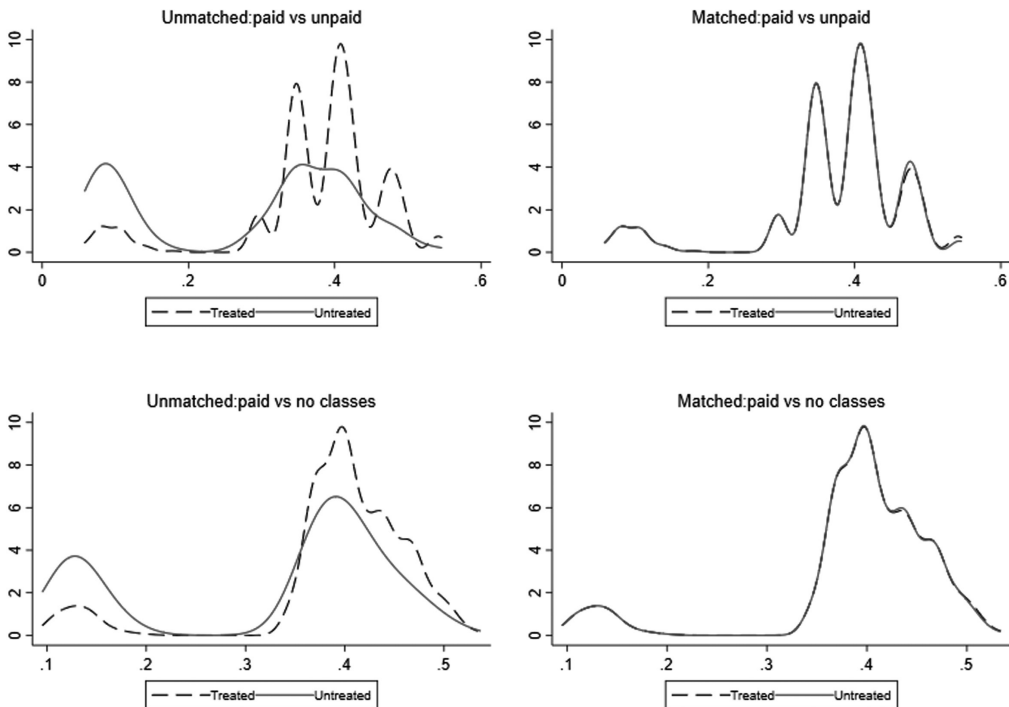 Unmatched:paid vs unpaid
10
8
6
4
2
0
0 .2 .4 .6
Treated Untreated
Matched:paid vs unpaid
10
8
6
4
2
0
0 .2 .4 .6
Treated Untreated
Unmatched:paid vs no classes
10
8
6
4
2
0
.1 .2 .3 .4 .5
Treated Untreated
Matched:paid vs no classes
10
8
6
4
2
0
.1 .2 .3 .4 .5
Treated Untreated